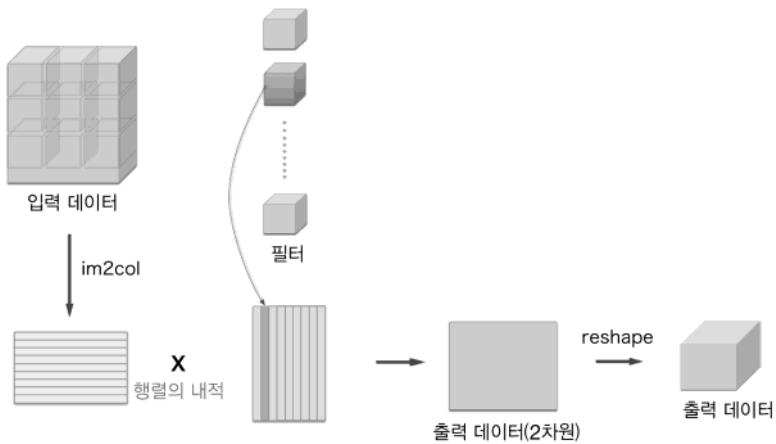 입력 데이터
필터
im2col
X
행렬의 내적
출력 데이터(2차원)
reshape
출력 데이터